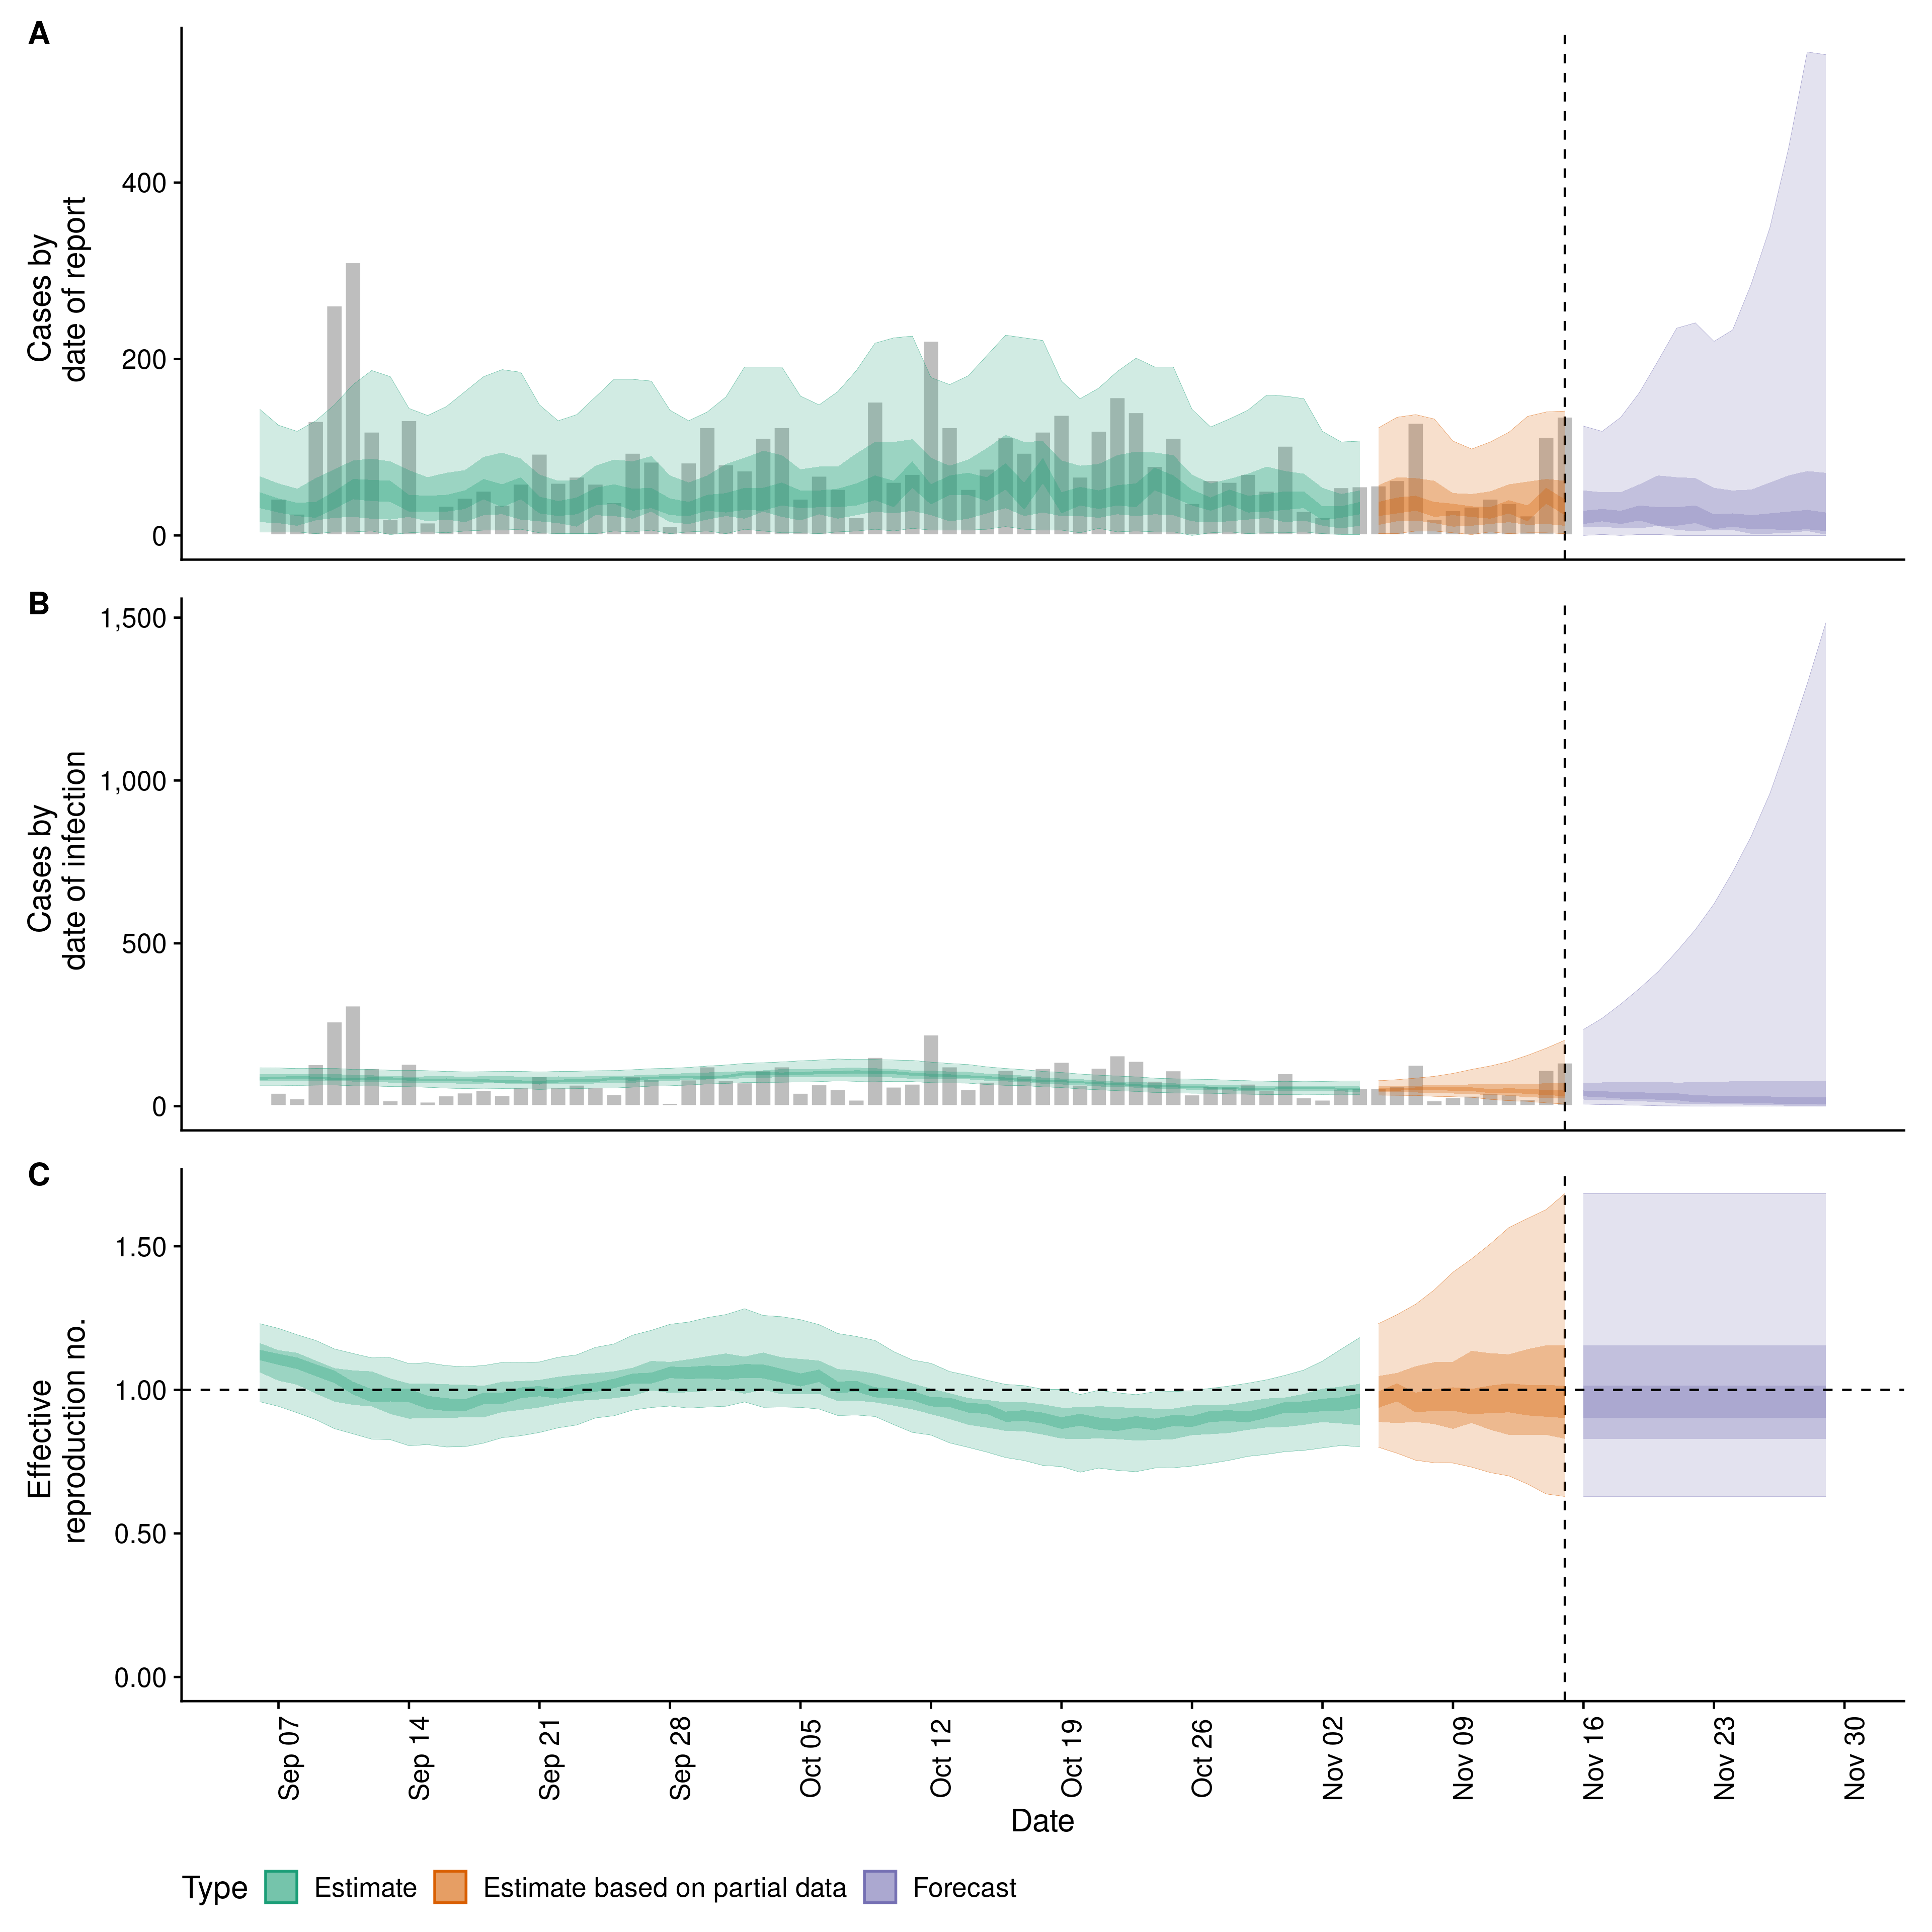 A
Cases by
date of report
400
200
0
B
Cases by
date of infection
1,500
1,000
500
0
C
Effective
reproduction no.
1.50
1.00
0.50
0.00
Sep 07
Sep 14
Sep 21
Sep 28
Oct 05
Oct 12
Oct 19
Oct 26
Nov 02
Nov 09
Nov 16
Nov 23
Nov 30
Date
Type Estimate Estimate based on partial data Forecast